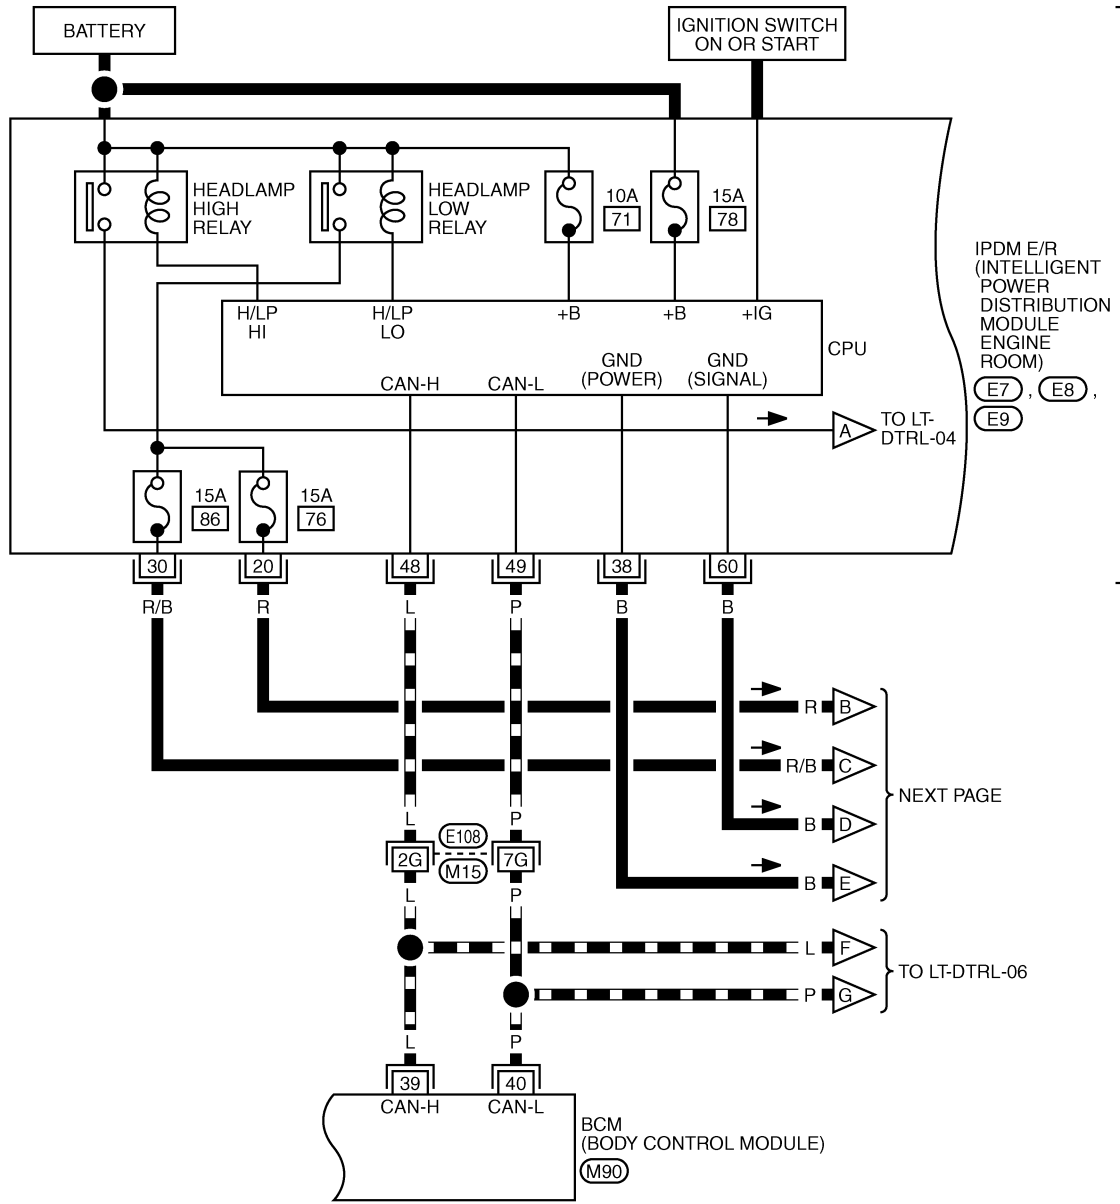 BATTERY
IGNITION SWITCH
ON OR START
HEADLAMP
HIGH
RELAY
HEADLAMP
LOW
RELAY
10A
71
15A
78
IPDM E/R
(INTELLIGENT
POWER
DISTRIBUTION
MODULE
ENGINE
ROOM)
E7 , E8 ,
E9
H/LP
HI
H/LP
LO
+B
+B
+IG
CPU
CAN-H
CAN-L
GND
(POWER)
GND
(SIGNAL)
A
TO LT-
DTRL-04
15A
86
15A
76
30
20
48
49
38
60
R/B
R
L
P
B
B
R
B
R/B
C
NEXT PAGE
B
D
B
E
L
P
E108
2G
7G
M15
L
P
L
F
TO LT-DTRL-06
P
G
L
P
39
40
CAN-H
CAN-L
BCM
(BODY CONTROL MODULE)
M90